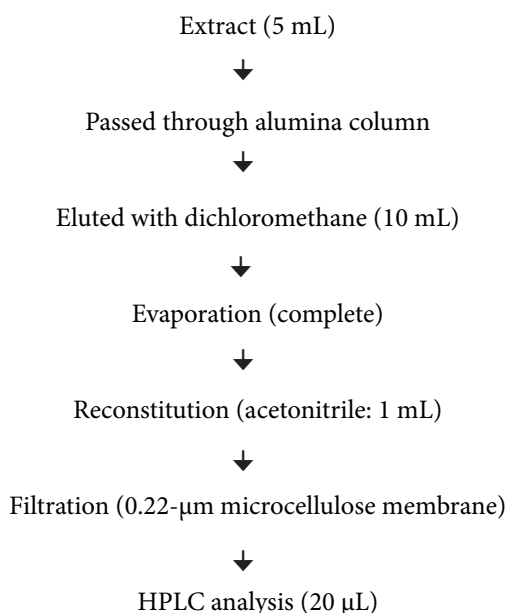 Extract (5 mL)
Passed through alumina column
Eluted with dichloromethane (10 mL)
Evaporation (complete)
Reconstitution (acetonitrile: 1 mL)
Filtration (0.22-μm microcellulose membrane)
HPLC analysis (20 μL)